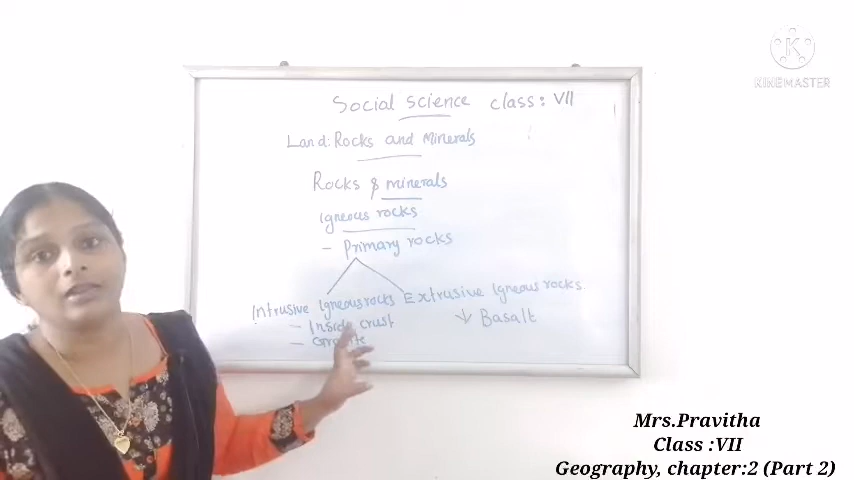 KINEMASTER
Social science class: VII
Land: Rocks and Minerals
Rocks & minerals
Igneous rocks
- Primary rocks
Intrusive Igneous rocks Extrusive Igneous rocks.
- Inside crust ↓ Basalt
- Granite
Mrs.Pravitha
Class :VII
Geography, chapter:2 (Part 2)